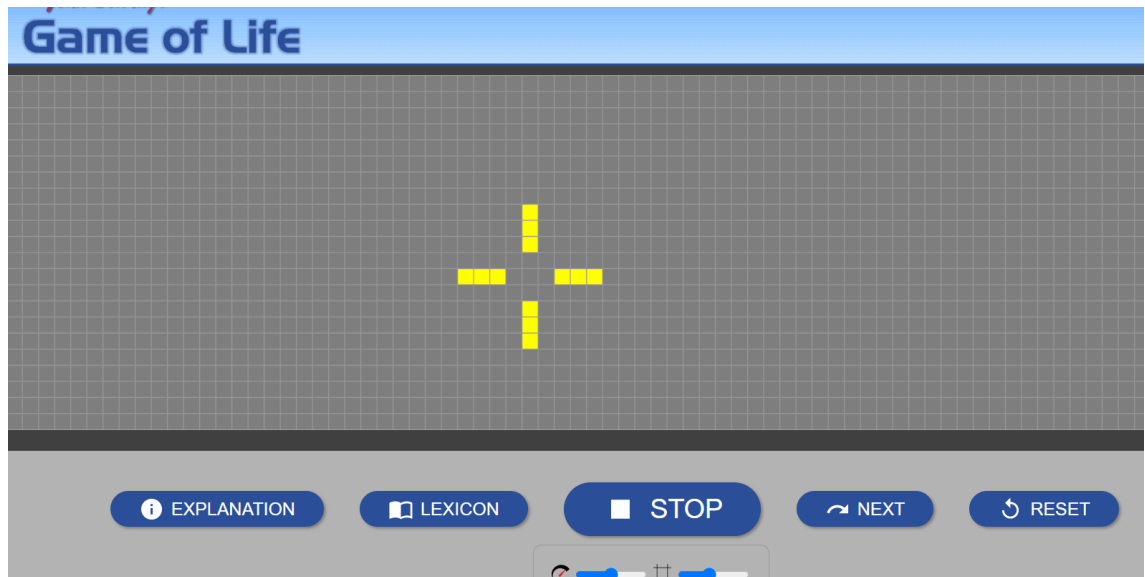 Game of Life
EXPLANATION
LEXICON
STOP
NEXT
RESET